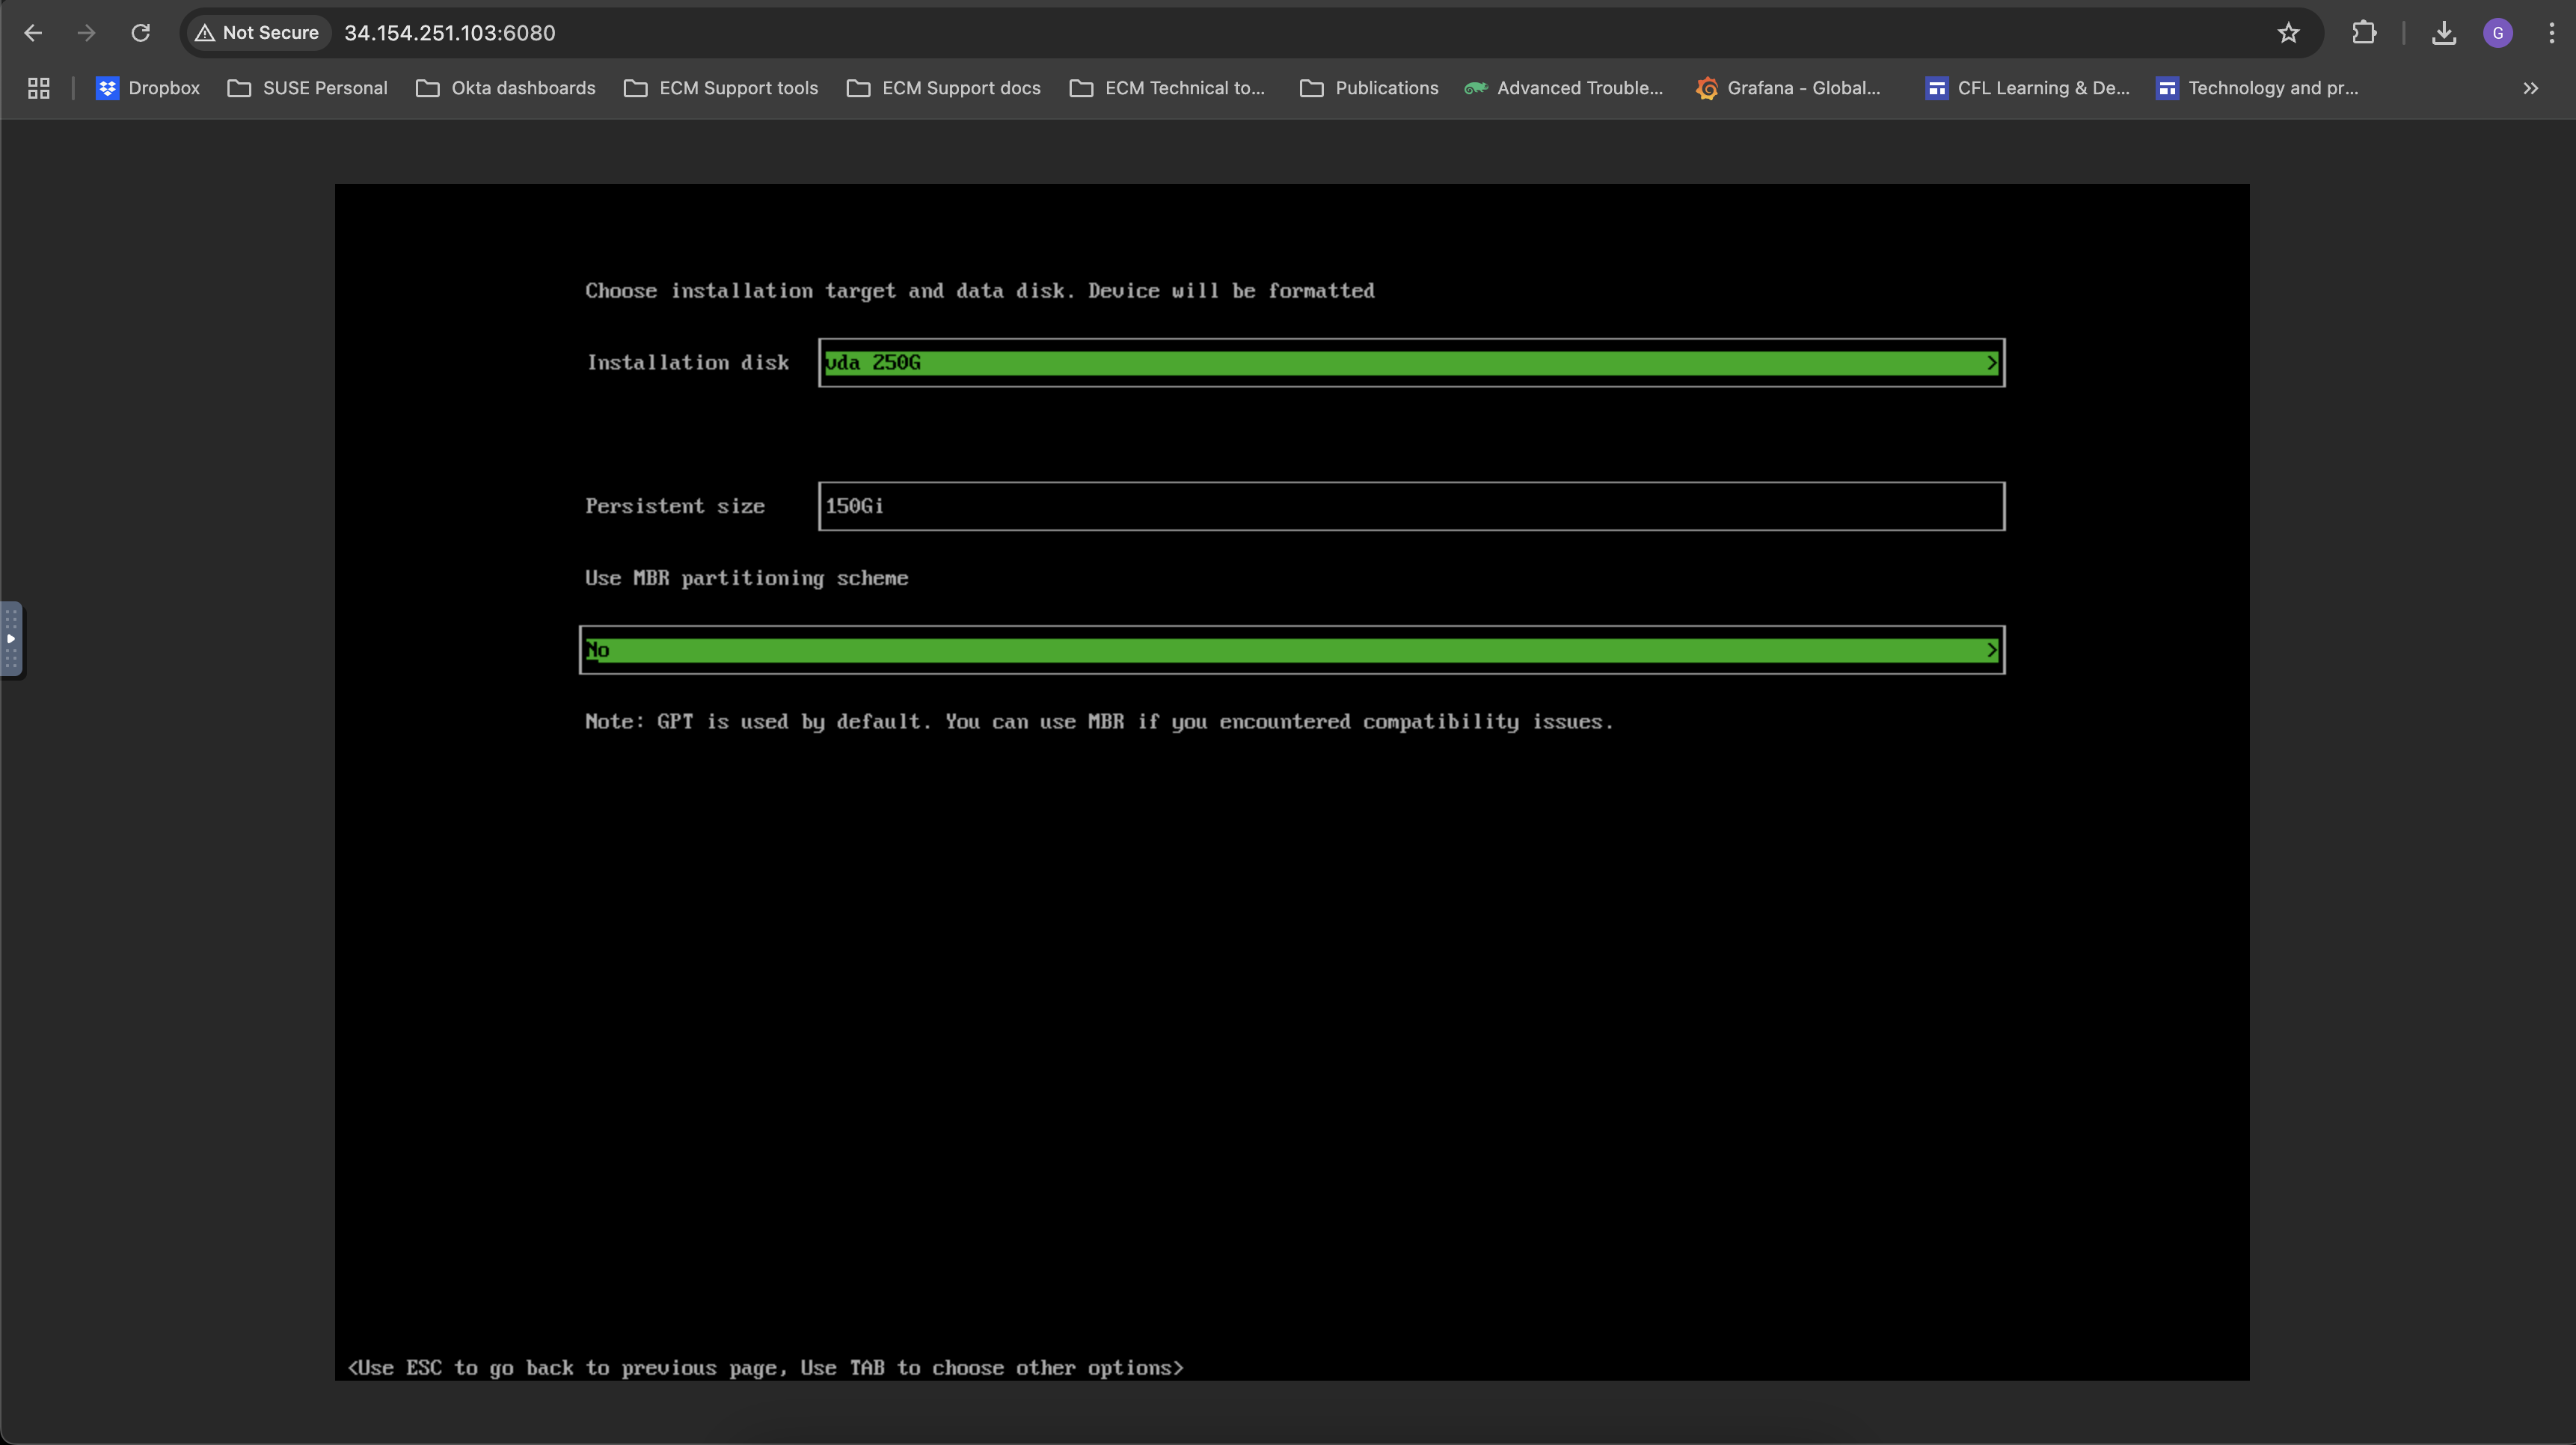 Not Secure 34.154.251.103:6080 G
Dropbox SUSE Personal Okta dashboards ECM Support tools ECM Support docs ECM Technical to... Publications Advanced Trouble... Grafana - Global... CFL Learning & De... Technology and pr... »
Choose installation target and data disk. Device will be formatted
Installation disk vda 250G >
Persistent size 150Gi
Use MBR partitioning scheme
No >
Note: GPT is used by default. You can use MBR if you encountered compatibility issues.
<Use ESC to go back to previous page, Use TAB to choose other options>